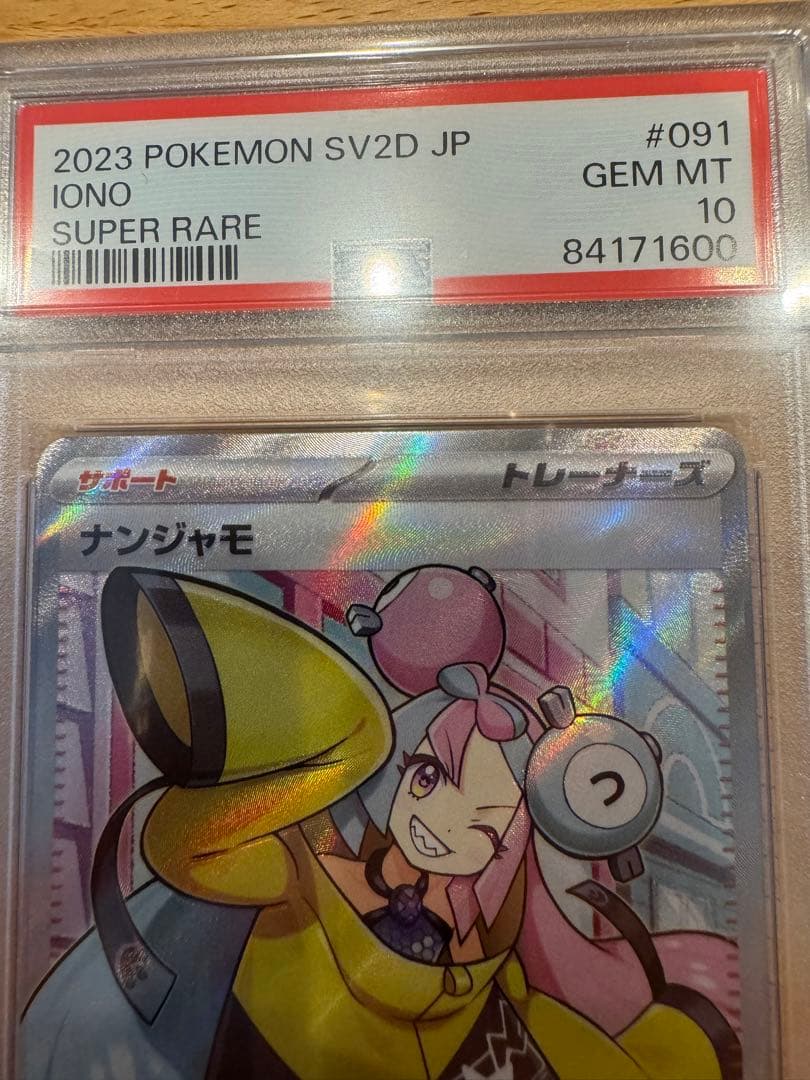 2023 POKEMON SV2D JP
IONO
SUPER RARE
#091
GEM MT
10
84171600
サポート
トレーナーズ
ナンジャモ